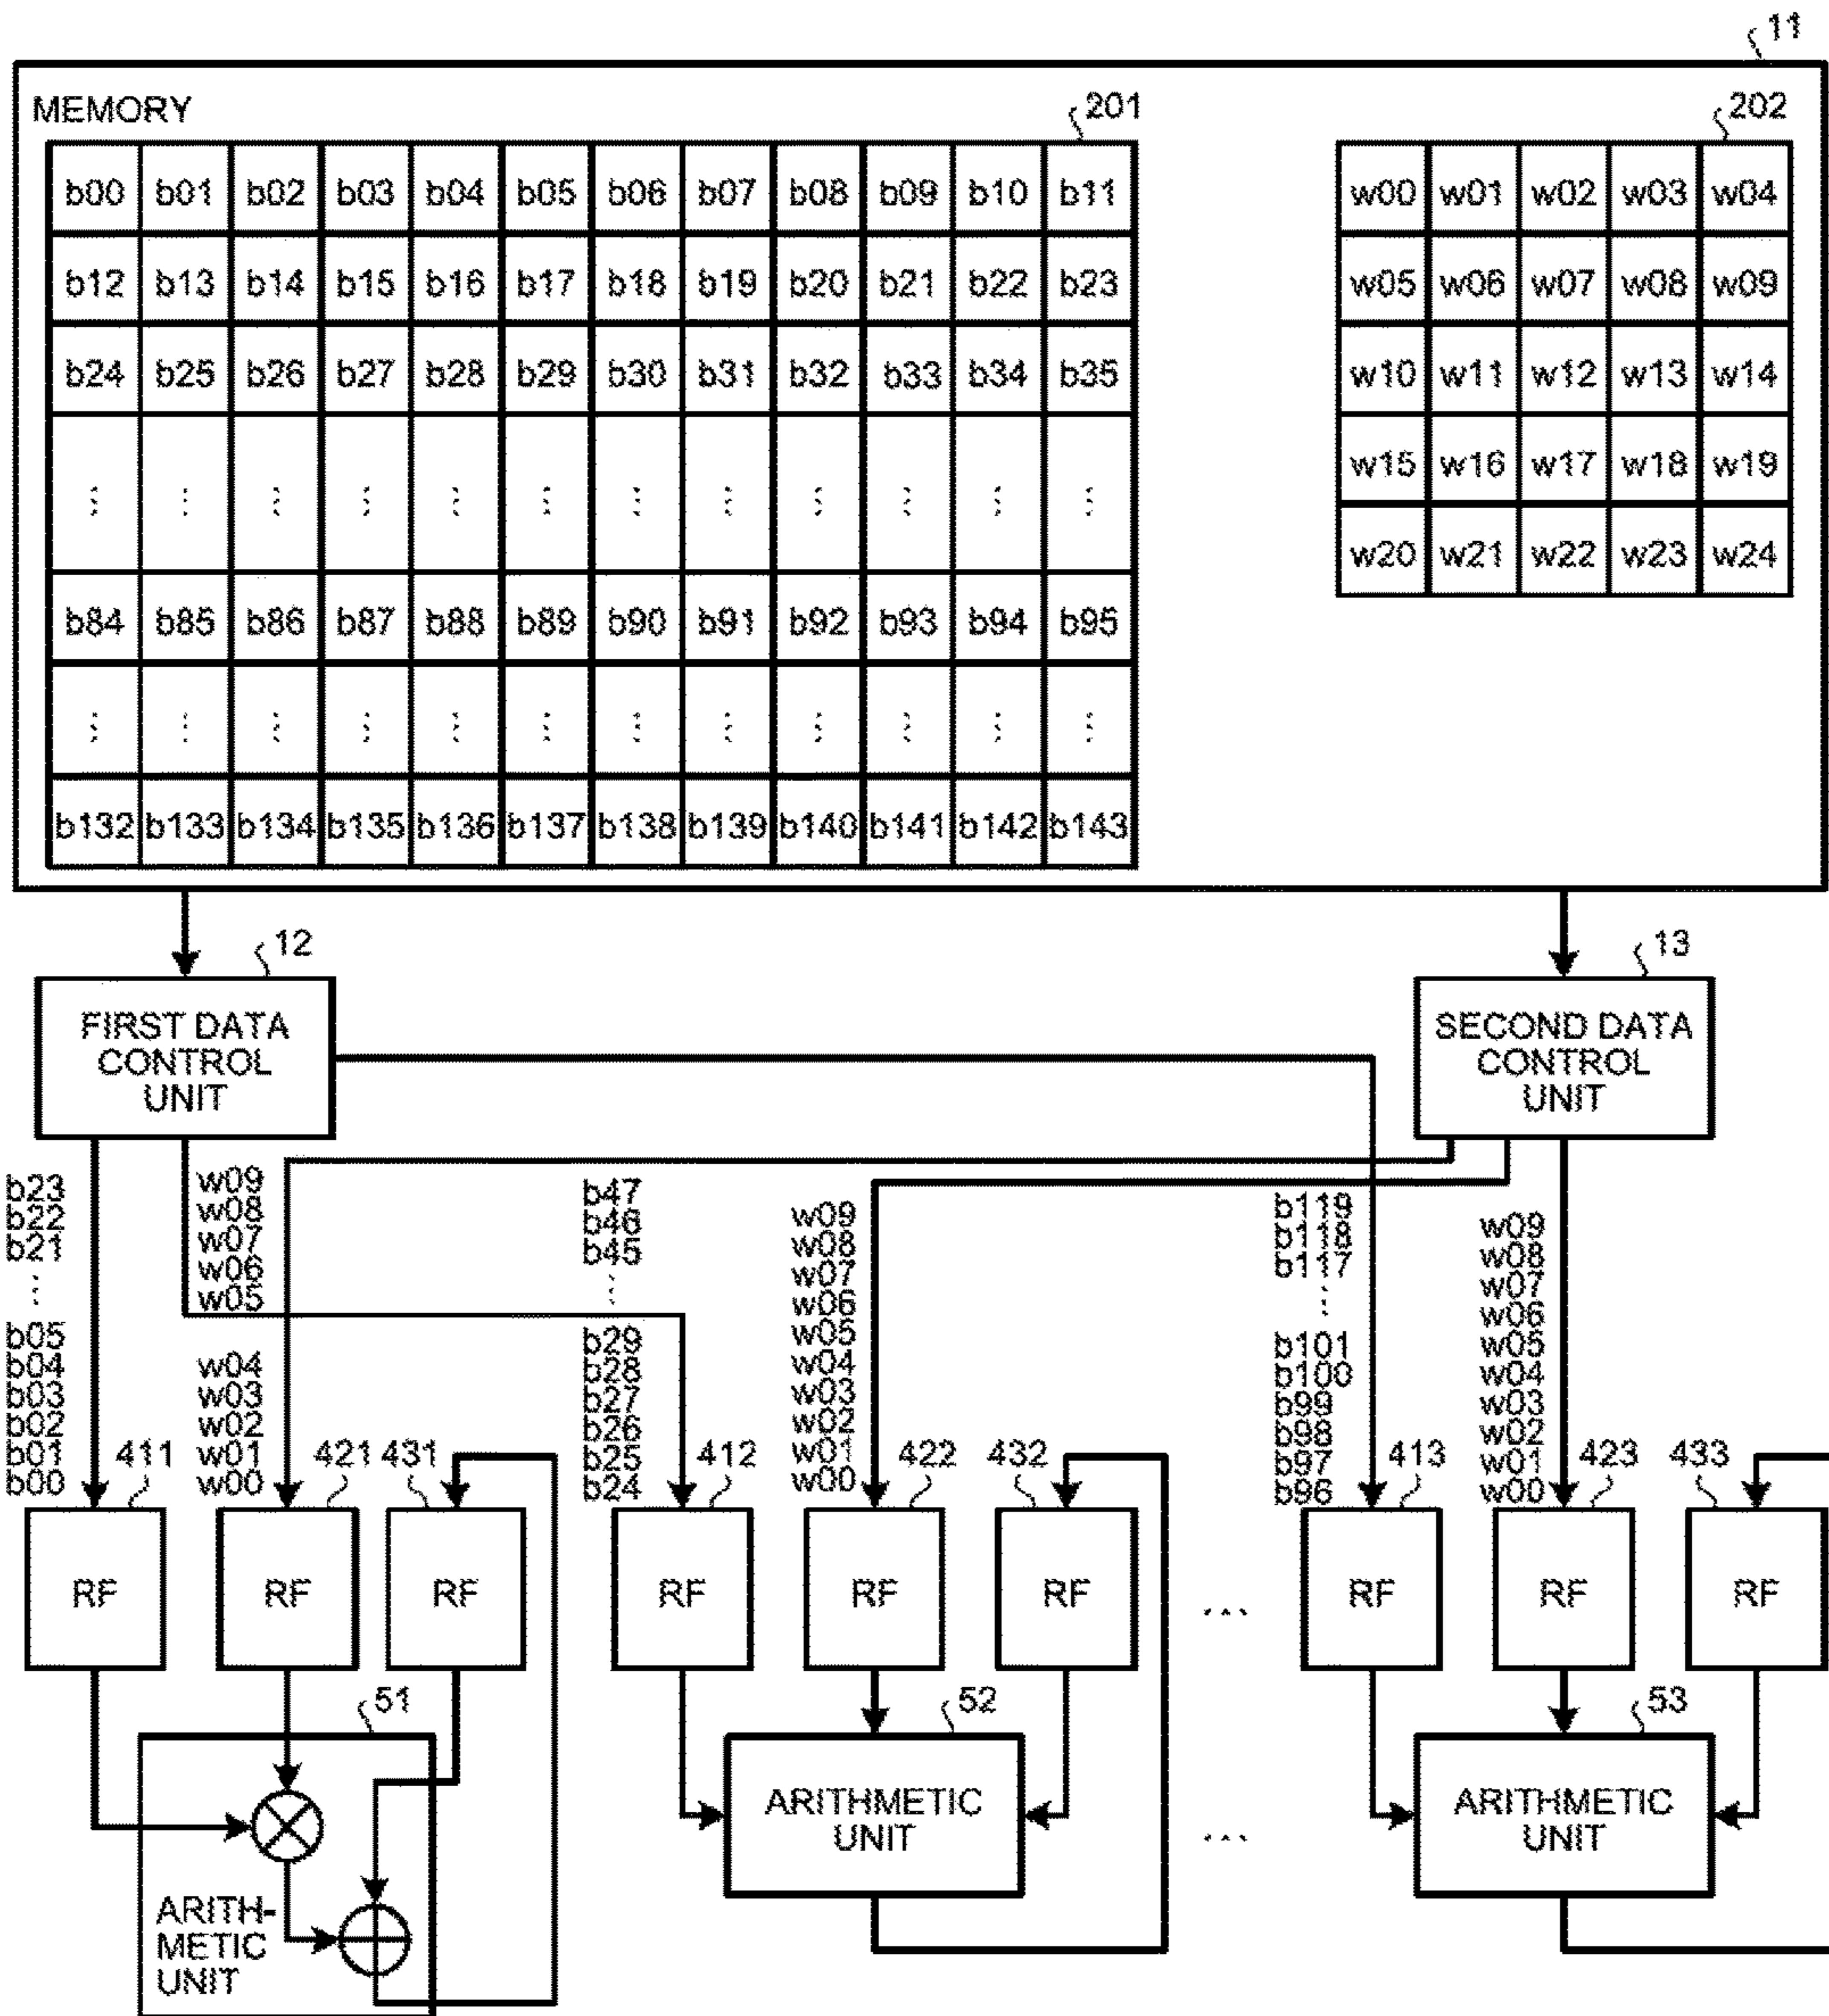 11
MEMORY
201
202
b00 b01 b02 b03 b04 b05 b06 b07 b08 b09 b10 b11
b12 b13 b14 b15 b16 b17 b18 b19 b20 b21 b22 b23
b24 b25 b26 b27 b28 b29 b30 b31 b32 b33 b34 b35
⋮ ⋮ ⋮ ⋮ ⋮ ⋮ ⋮ ⋮ ⋮ ⋮ ⋮ ⋮
b84 b85 b86 b87 b88 b89 b90 b91 b92 b93 b94 b95
⋮ ⋮ ⋮ ⋮ ⋮ ⋮ ⋮ ⋮ ⋮ ⋮ ⋮ ⋮
b132 b133 b134 b135 b136 b137 b138 b139 b140 b141 b142 b143
w00 w01 w02 w03 w04
w05 w06 w07 w08 w09
w10 w11 w12 w13 w14
w15 w16 w17 w18 w19
w20 w21 w22 w23 w24
12
FIRST DATA
CONTROL
UNIT
13
SECOND DATA
CONTROL
UNIT
b23
b22
b21
⋮
b05
b04
b03
b02
b01
b00
w09
w08
w07
w06
w05
w04
w03
w02
w01
w00
b47
b46
b45
⋮
b29
b28
b27
b26
b25
b24
w09
w08
w07
w06
w05
w04
w03
w02
w01
w00
b119
b118
b117
⋮
b101
b100
b99
b98
b97
b96
w09
w08
w07
w06
w05
w04
w03
w02
w01
w00
411 421 431 412 422 432 413 423 433
RF RF RF RF RF RF ... RF RF RF
51
ARITH-
METIC
UNIT
52
ARITHMETIC
UNIT
...
53
ARITHMETIC
UNIT